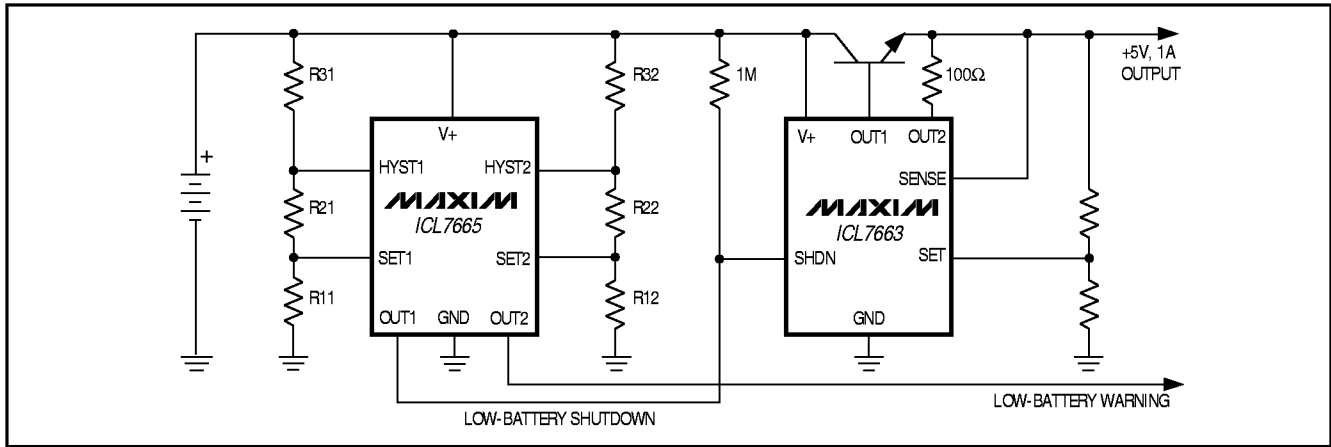 +
R31
R21
R11
V+
HYST1
HYST2
MAXIM
ICL7665
SET1
SET2
OUT1
GND
OUT2
R32
R22
R12
1M
V+
OUT1
OUT2
SENSE
MAXIM
ICL7663
SHDN
SET
GND
100Ω
+5V, 1A
OUTPUT
LOW-BATTERY SHUTDOWN
LOW-BATTERY WARNING